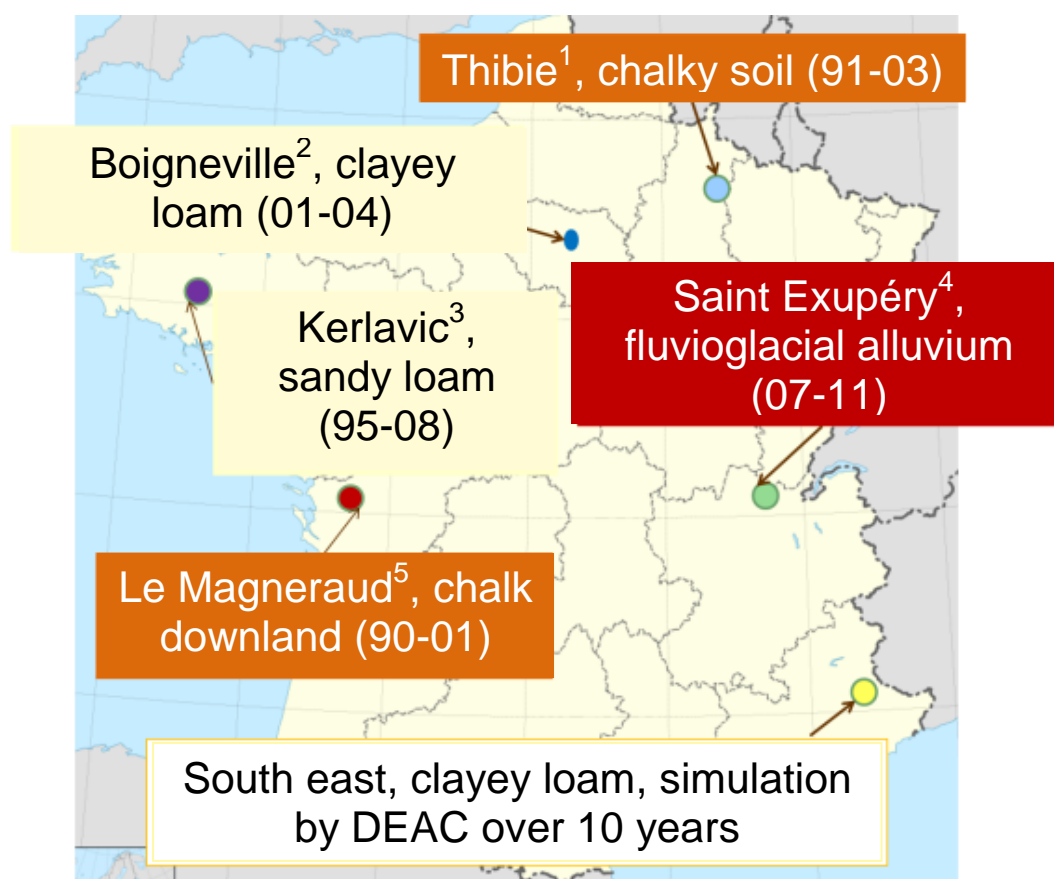 Thibie¹, chalky soil (91-03)
Boigneville², clayey
loam (01-04)
Kerlavic³,
sandy loam
(95-08)
Saint Exupéry⁴,
fluvioglacial alluvium
(07-11)
Le Magneraud⁵, chalk
downland (90-01)
South east, clayey loam, simulation
by DEAC over 10 years